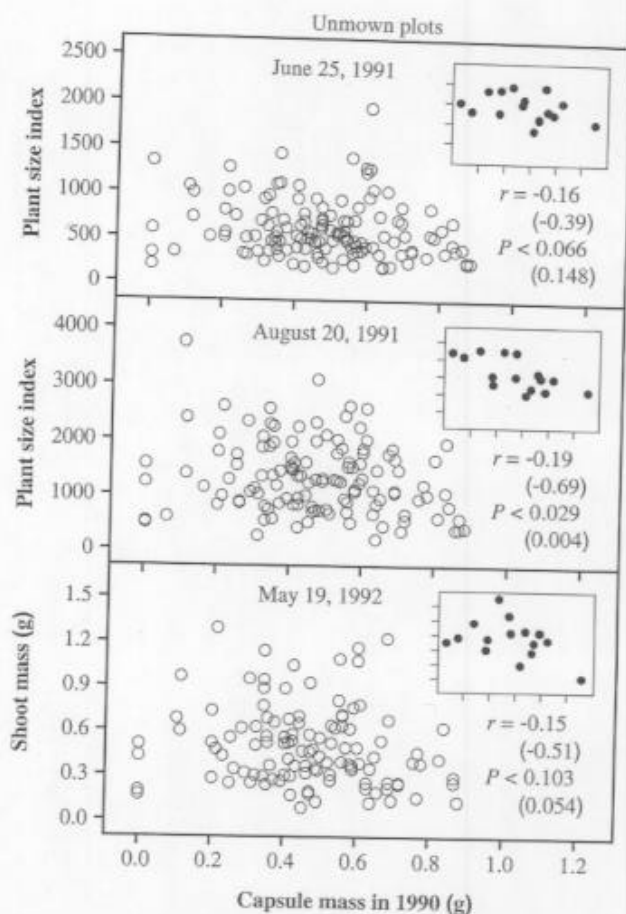 Unmown plots
June 25, 1991
Plant size index
2500
2000
1500
1000
500
0
r = -0.16
(-0.39)
P < 0.066
(0.148)
August 20, 1991
Plant size index
4000
3000
2000
1000
0
r = -0.19
(-0.69)
P < 0.029
(0.004)
May 19, 1992
Shoot mass (g)
1.5
1.2
0.9
0.6
0.3
0.0
r = -0.15
(-0.51)
P < 0.103
(0.054)
0.0 0.2 0.4 0.6 0.8 1.0 1.2
Capsule mass in 1990 (g)